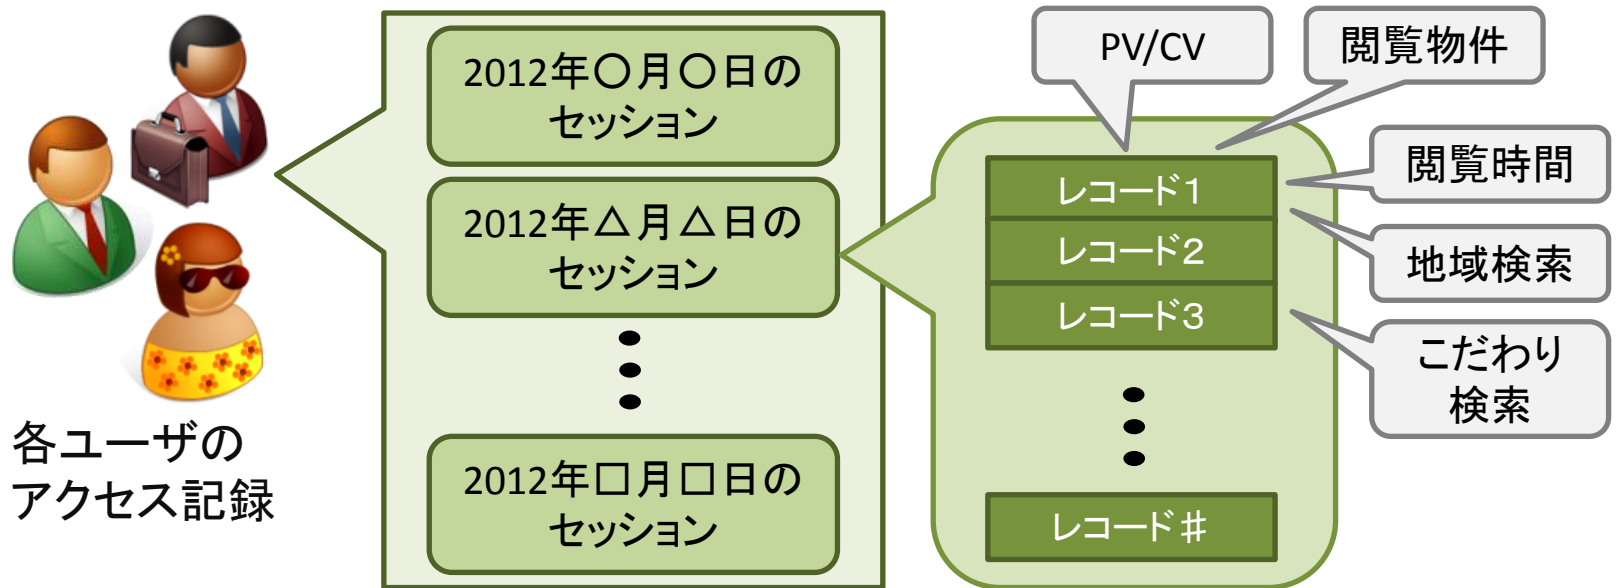 各ユーザの
アクセス記録
2012年〇月〇日の
セッション
2012年△月△日の
セッション
2012年□月□日の
セッション
PV/CV
閲覧物件
閲覧時間
地域検索
こだわり
検索
レコード１
レコード２
レコード３
レコード♯